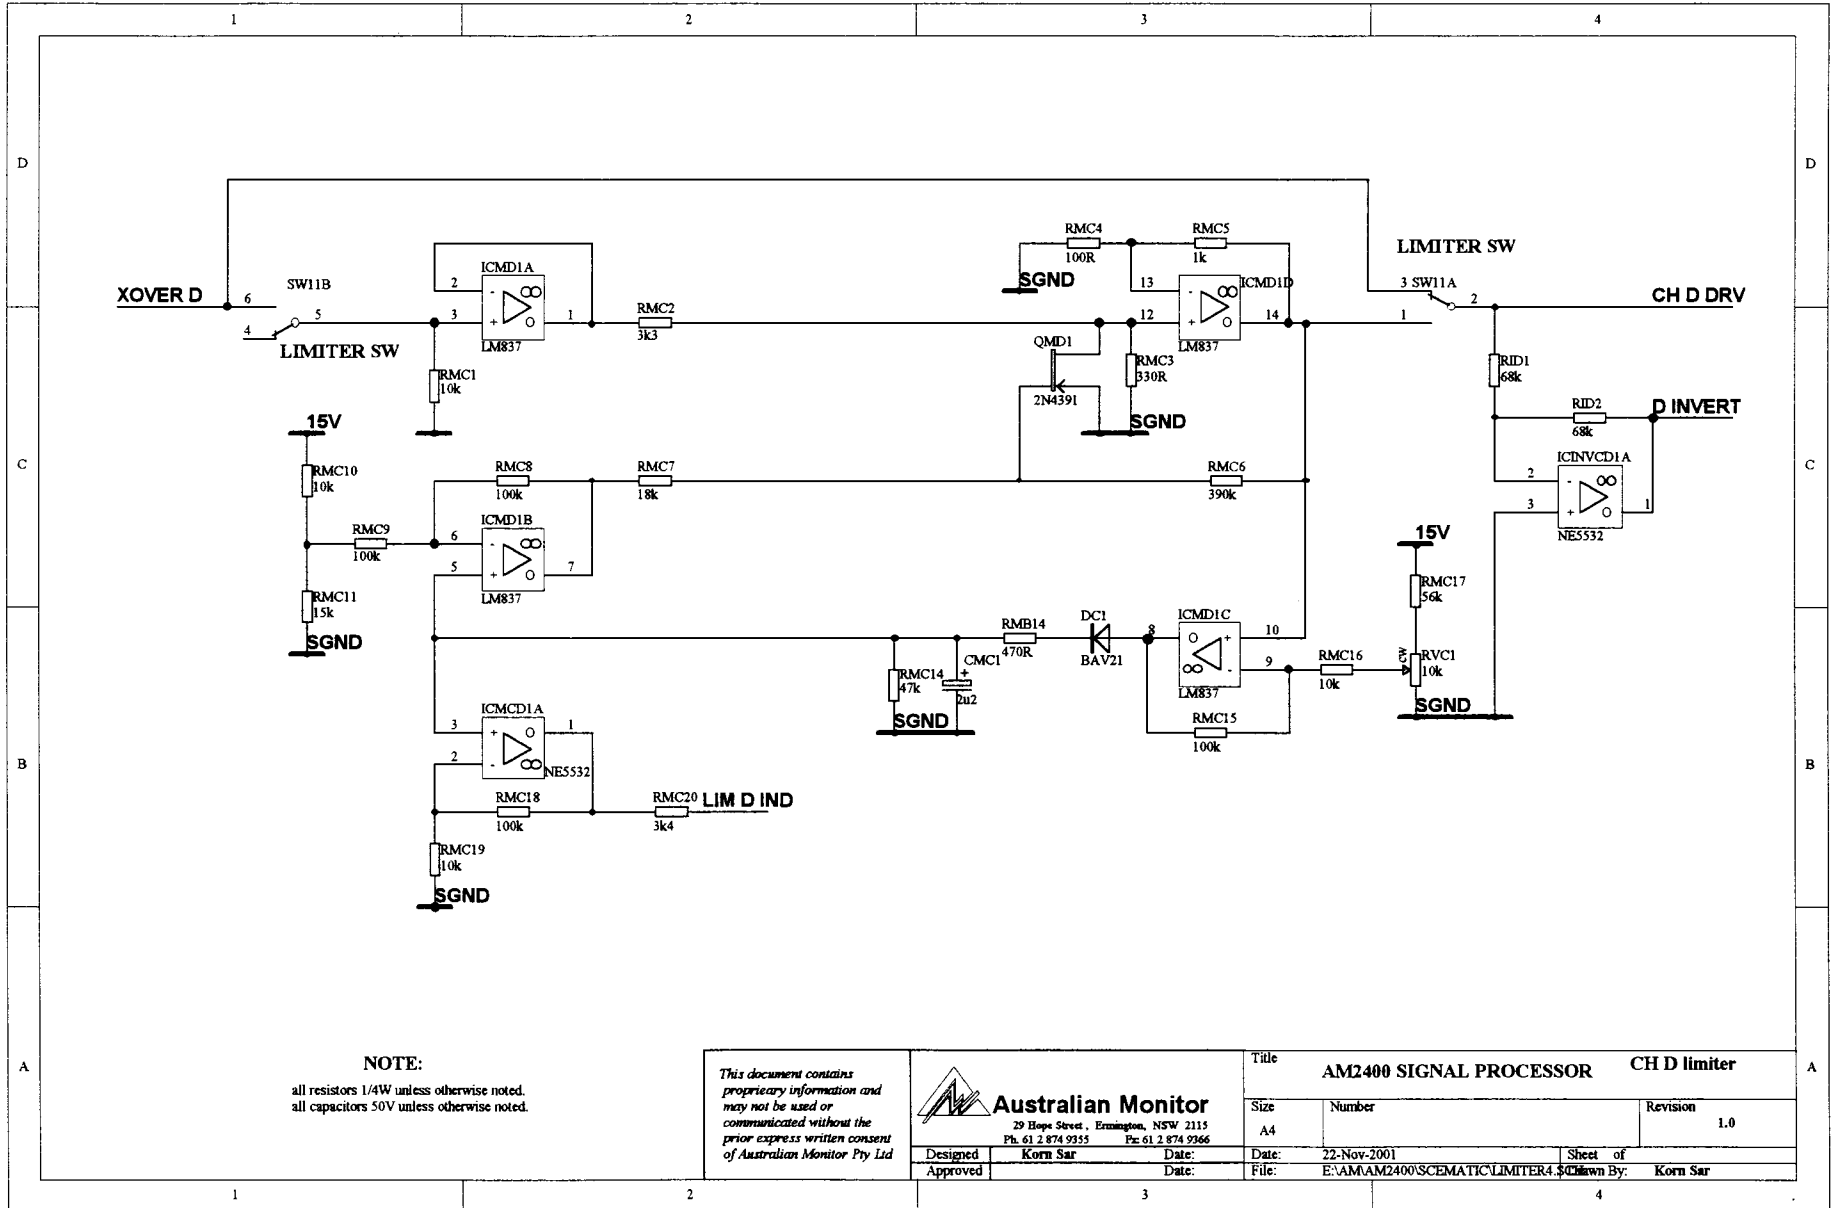 1 2 3 4
D D
C C
B B
A A
XOVER D
6
SW11B
5
4
LIMITER SW
RMC1
10k
ICMD1A
2
-
3
+
1
LM837
RMC2
3k3
RMC4
100R
SGND
RMC5
1k
ICMD1D
13
-
12
+
14
LM837
QMD1
2N4391
RMC3
330R
SGND
LIMITER SW
3 SW11A
2
1
CH D DRV
RID1
68k
RID2
68k
D INVERT
ICINVCD1A
2
-
3
+
1
NE5532
15V
RMC10
10k
RMC9
100k
RMC11
15k
SGND
RMC8
100k
RMC7
18k
RMC6
390k
ICMD1B
6
-
5
+
7
LM837
15V
RMC17
56k
RVC1
10k
CW
SGND
RMC16
10k
ICMD1C
8
+
10
-
9
LM837
RMC15
100k
DC1
BAV21
RMB14
470R
RMC14
47k
CMC1
+
2u2
SGND
ICMCD1A
3
+
1
2
-
NE5532
RMC18
100k
RMC20
3k4
LIM D IND
RMC19
10k
SGND
NOTE:
all resistors 1/4W unless otherwise noted.
all capacitors 50V unless otherwise noted.
This document contains
proprieary information and
may not be used or
communicated without the
prior express written consent
of Australian Monitor Pty Ltd
Australian Monitor
29 Hope Street , Ermington, NSW 2115
Ph. 61 2 874 9355 Fx: 61 2 874 9366
Designed Korn Sar Date:
Approved Date:
Title
AM2400 SIGNAL PROCESSOR CH D limiter
Size
A4
Number
Revision
1.0
Date: 22-Nov-2001 Sheet of
File: E:\AM\AM2400\SCEMATIC\LIMITER4. By: Korn Sar
1 2 3 4